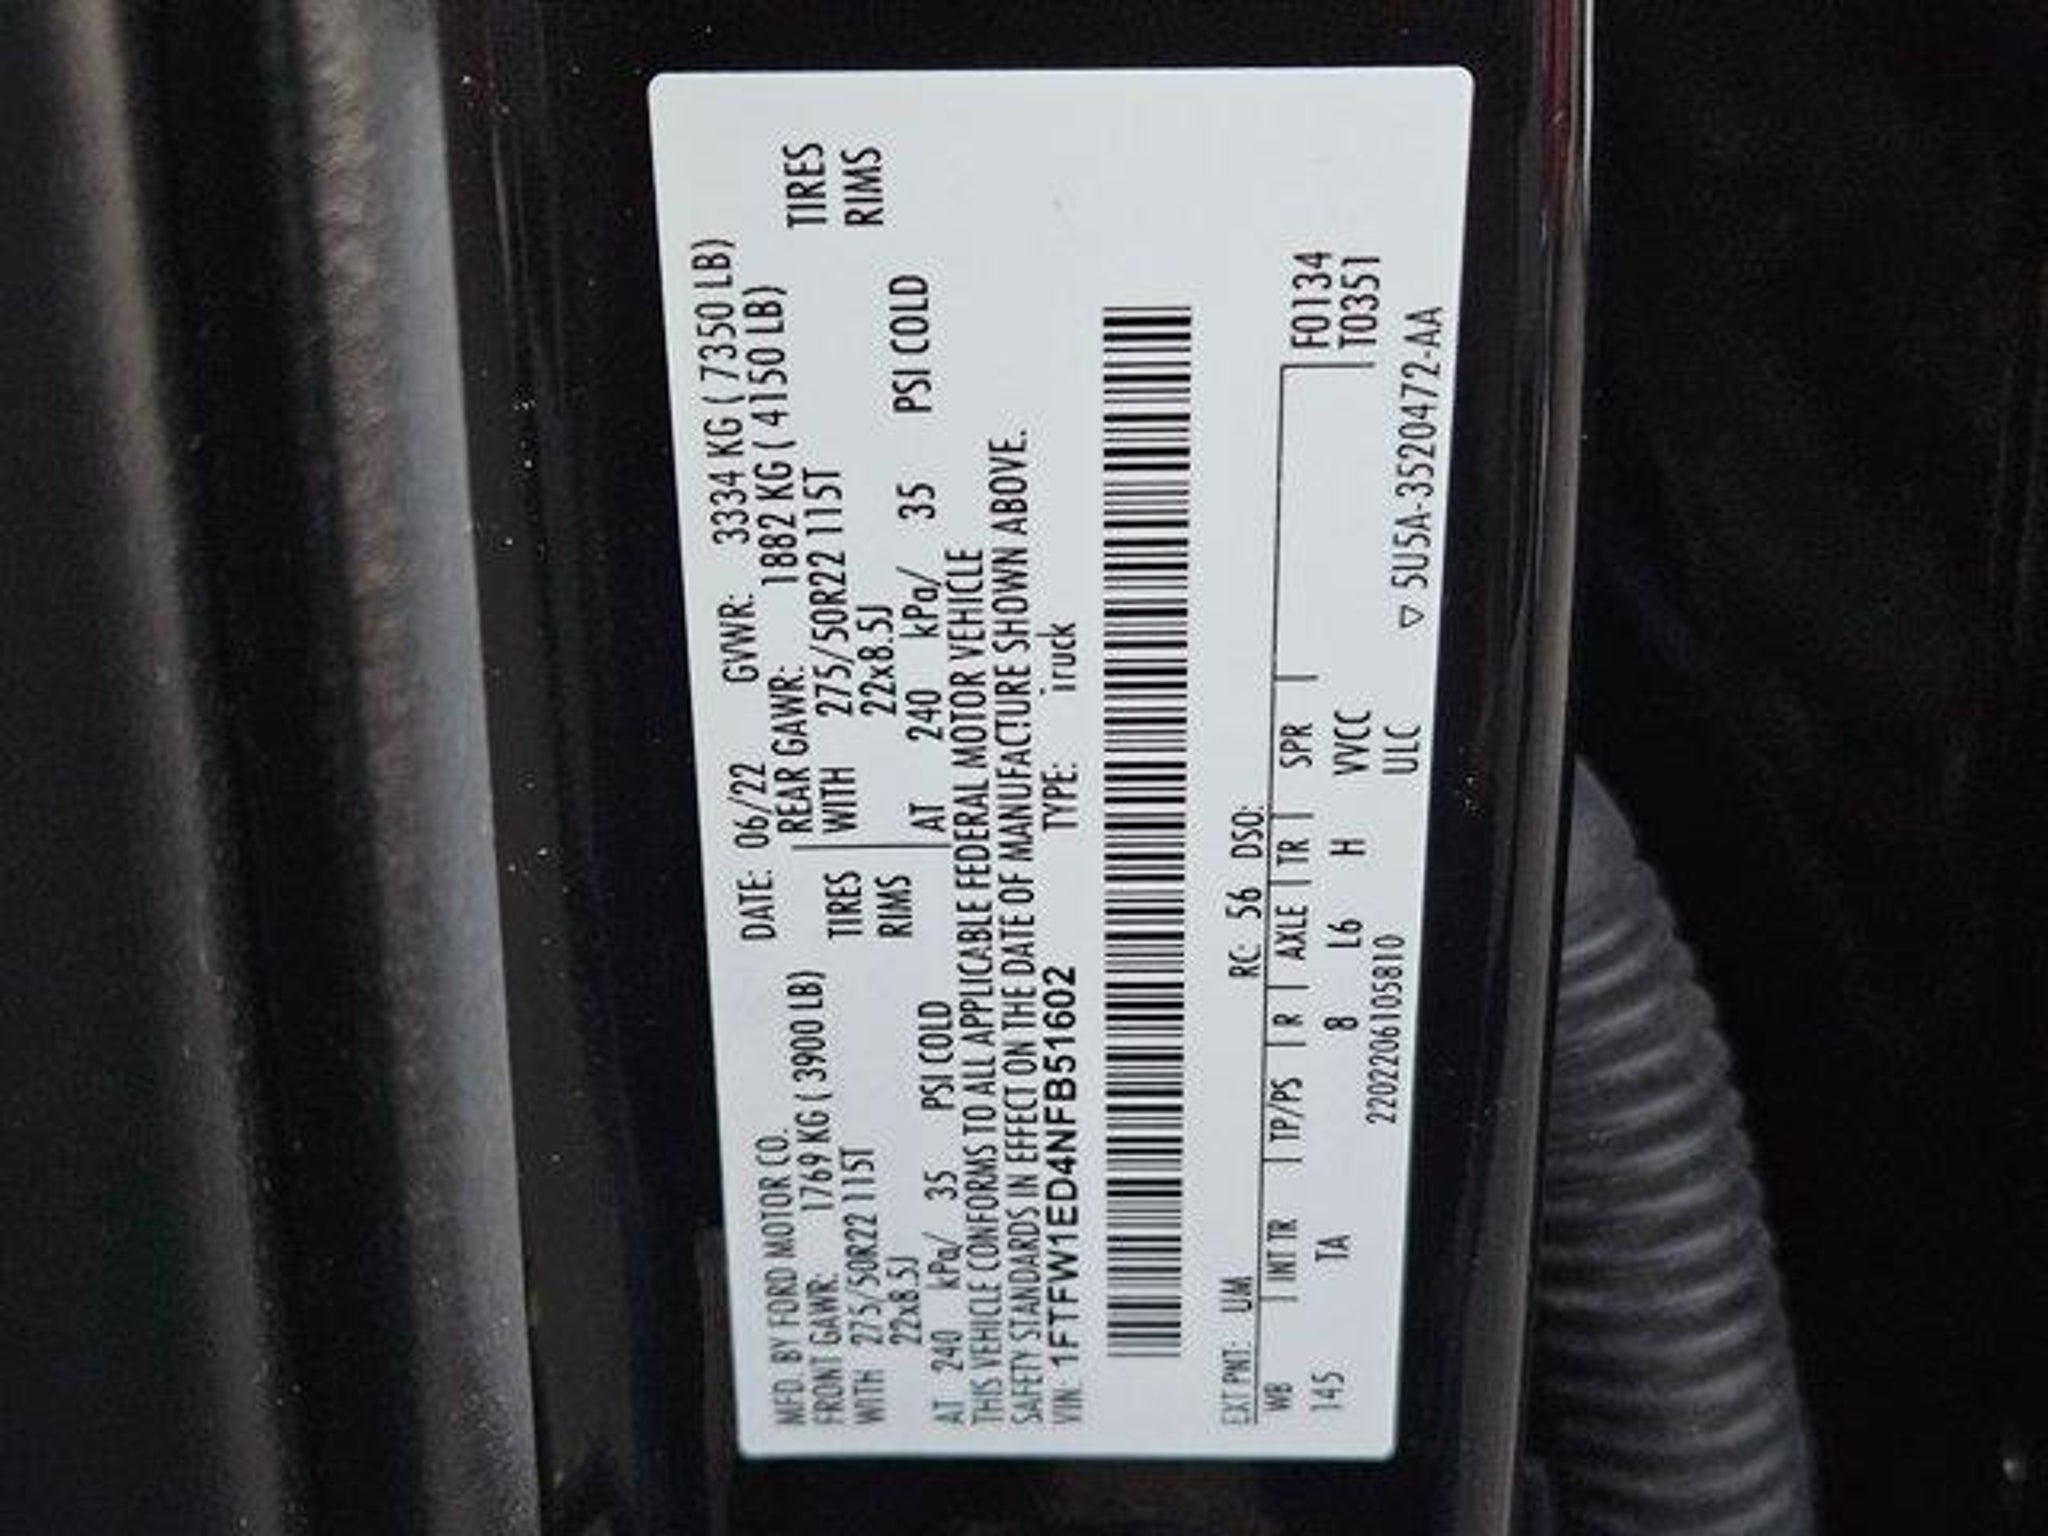 MFD. BY FORD MOTOR CO. DATE: 06/22 GVWR: 3334 KG ( 7350 LB)
FRONT GAWR: 1769 KG ( 3900 LB) REAR GAWR: 1882 KG ( 4150 LB)
WITH 275/50R22 115T TIRES WITH 275/50R22 115T TIRES
22x8.5J RIMS 22x8.5J RIMS
AT 240 kPa/ 35 PSI COLD AT 240 kPa/ 35 PSI COLD
THIS VEHICLE CONFORMS TO ALL APPLICABLE FEDERAL MOTOR VEHICLE
SAFETY STANDARDS IN EFFECT ON THE DATE OF MANUFACTURE SHOWN ABOVE.
VIN: 1FTFW1ED4NFB51602 TYPE: Truck
EXT PNT: UM RC: 56 DSO:
WB INT TR TP/PS R AXLE TR SPR F0134
145 TA 8 L6 H VVCC T0351
220220610581​0 ULC
▽ 5U5A-3520472-AA